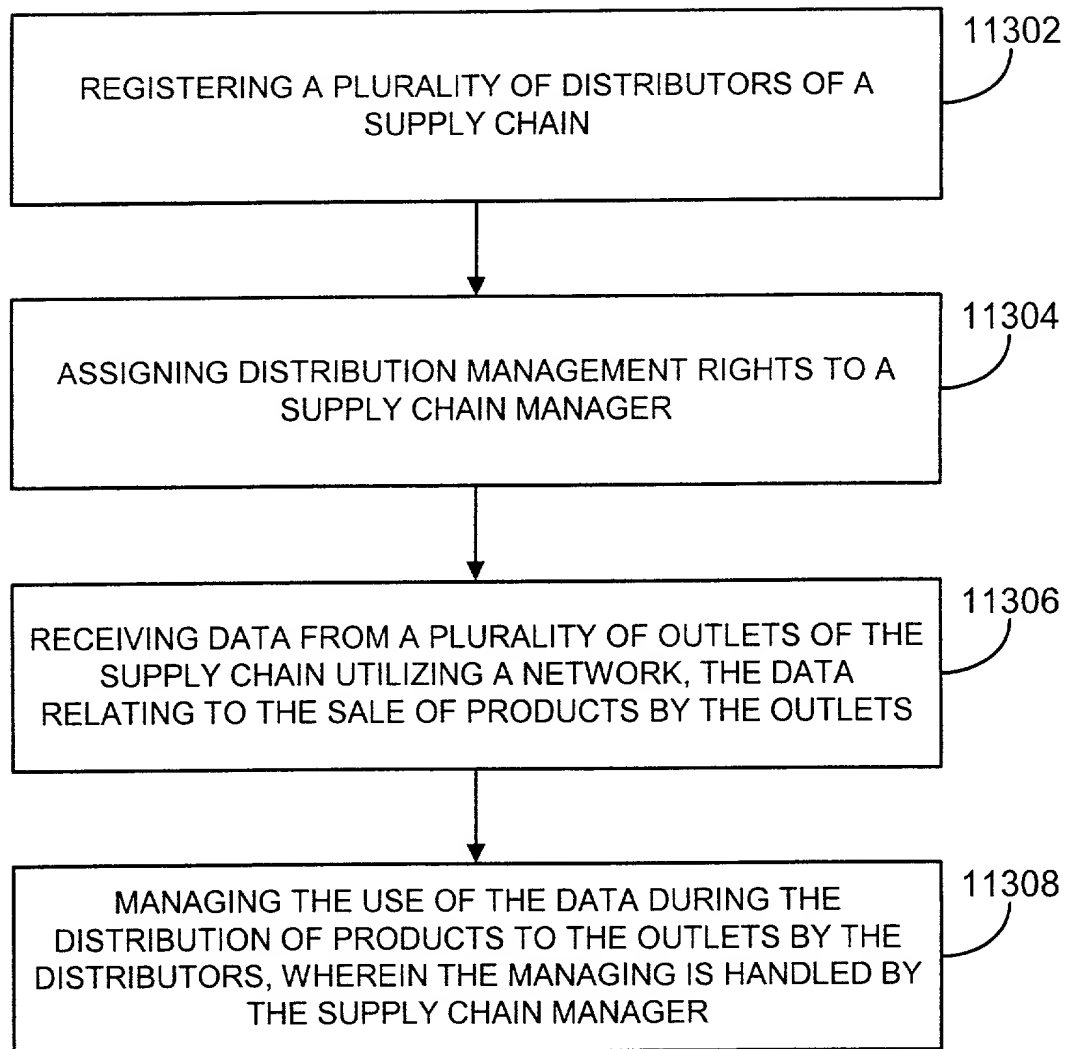 11302
REGISTERING A PLURALITY OF DISTRIBUTORS OF A
SUPPLY CHAIN
11304
ASSIGNING DISTRIBUTION MANAGEMENT RIGHTS TO A
SUPPLY CHAIN MANAGER
11306
RECEIVING DATA FROM A PLURALITY OF OUTLETS OF THE
SUPPLY CHAIN UTILIZING A NETWORK, THE DATA
RELATING TO THE SALE OF PRODUCTS BY THE OUTLETS
11308
MANAGING THE USE OF THE DATA DURING THE
DISTRIBUTION OF PRODUCTS TO THE OUTLETS BY THE
DISTRIBUTORS, WHEREIN THE MANAGING IS HANDLED BY
THE SUPPLY CHAIN MANAGER